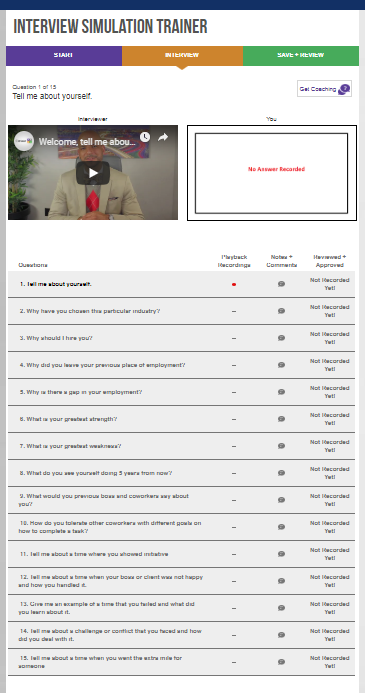 INTERVIEW SIMULATION TRAINER
START
INTERVIEW
SAVE + REVIEW
Question 1 of 15
Tell me about yourself.
Get Coaching
Interviewer
You
Welcome, tell me abou...
No Answer Recorded
Questions
Playback
Recordings
Notes +
Comments
Reviewed +
Approved
1. Tell me about yourself.
Not Recorded
Yet!
2. Why have you chosen this particular industry?
--
Not Recorded
Yet!
3. Why should I hire you?
--
Not Recorded
Yet!
4. Why did you leave your previous place of employment?
--
Not Recorded
Yet!
5. Why is there a gap in your employment?
--
Not Recorded
Yet!
6. What is your greatest strength?
--
Not Recorded
Yet!
7. What is your greatest weakness?
--
Not Recorded
Yet!
8. What do you see yourself doing 5 years from now?
--
Not Recorded
Yet!
9. What would you previous boss and coworkers say about
you?
--
Not Recorded
Yet!
10. How do you tolerate other coworkers with different goals on
how to complete a task?
--
Not Recorded
Yet!
11. Tell me about a time where you showed initiative
--
Not Recorded
Yet!
12. Tell me about a time when your boss or client was not happy
and how you handled it.
--
Not Recorded
Yet!
13. Give me an example of a time that you failed and what did
you learn about it.
--
Not Recorded
Yet!
14. Tell me about a challenge or conflict that you faced and how
did you deal with it.
--
Not Recorded
Yet!
15. Tell me about a time when you went the extra mile for
someone
--
Not Recorded
Yet!